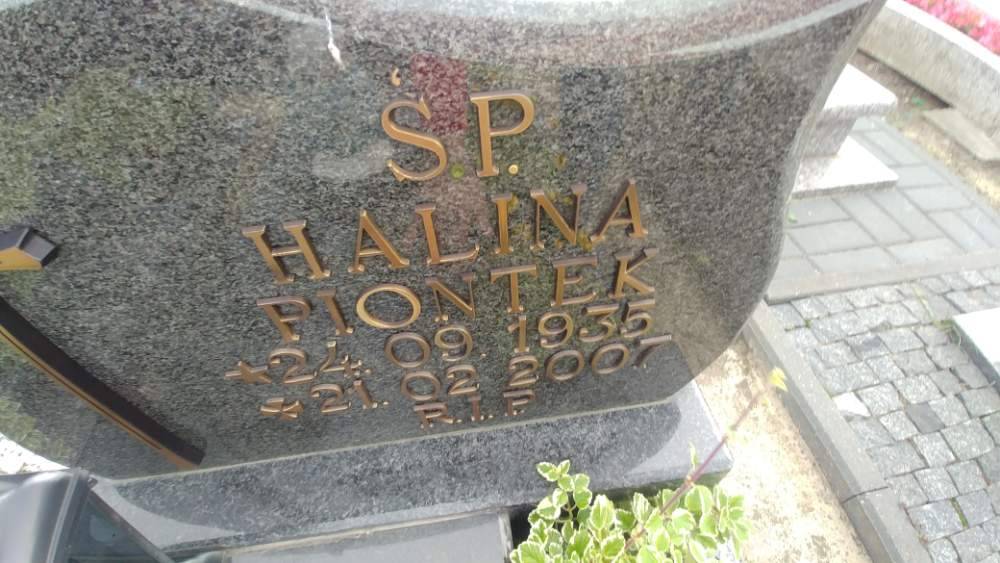 Ś.P.
HALINA
PIONTEK
24.09.1935
21.02 2007
R.I.P